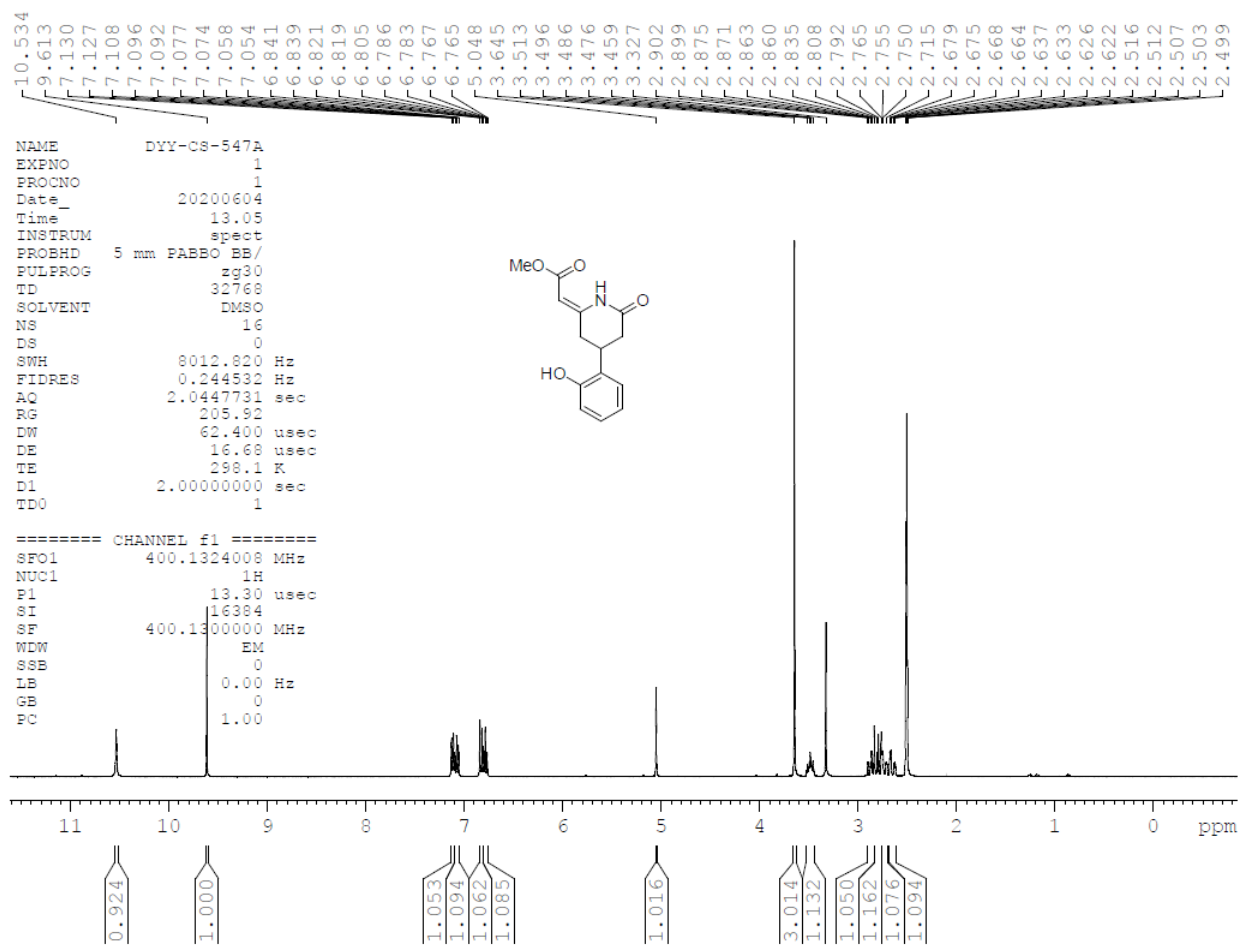 10.534
9.613
7.130
7.127
7.108
7.096
7.092
7.077
7.074
7.058
7.054
6.841
6.839
6.821
6.819
6.805
6.786
6.783
6.767
6.765
5.048
3.645
3.513
3.496
3.486
3.476
3.459
3.327
2.902
2.899
2.875
2.871
2.863
2.860
2.835
2.808
2.792
2.765
2.755
2.750
2.715
2.679
2.675
2.668
2.664
2.637
2.633
2.626
2.622
2.516
2.512
2.507
2.503
2.499
NAME DYY-CS-547A
EXPNO 1
PROCNO 1
Date_ 20200604
Time 13.05
INSTRUM spect
PROBHD 5 mm PABBO BB/
PULPROG zg30
TD 32768
SOLVENT DMSO
NS 16
DS 0
SWH 8012.820 Hz
FIDRES 0.244532 Hz
AQ 2.0447731 sec
RG 205.92
DW 62.400 usec
DE 16.68 usec
TE 298.1 K
D1 2.00000000 sec
TD0 1
======== CHANNEL f1 ========
SFO1 400.1324008 MHz
NUC1 1H
P1 13.30 usec
SI 16384
SF 400.1300000 MHz
WDW EM
SSB 0
LB 0.00 Hz
GB 0
PC 1.00
MeO O
H
N O
HO
11 10 9 8 7 6 5 4 3 2 1 0 ppm
0.924
1.000
1.053
1.094
1.062
1.085
1.016
3.014
1.132
1.050
1.162
1.076
1.094